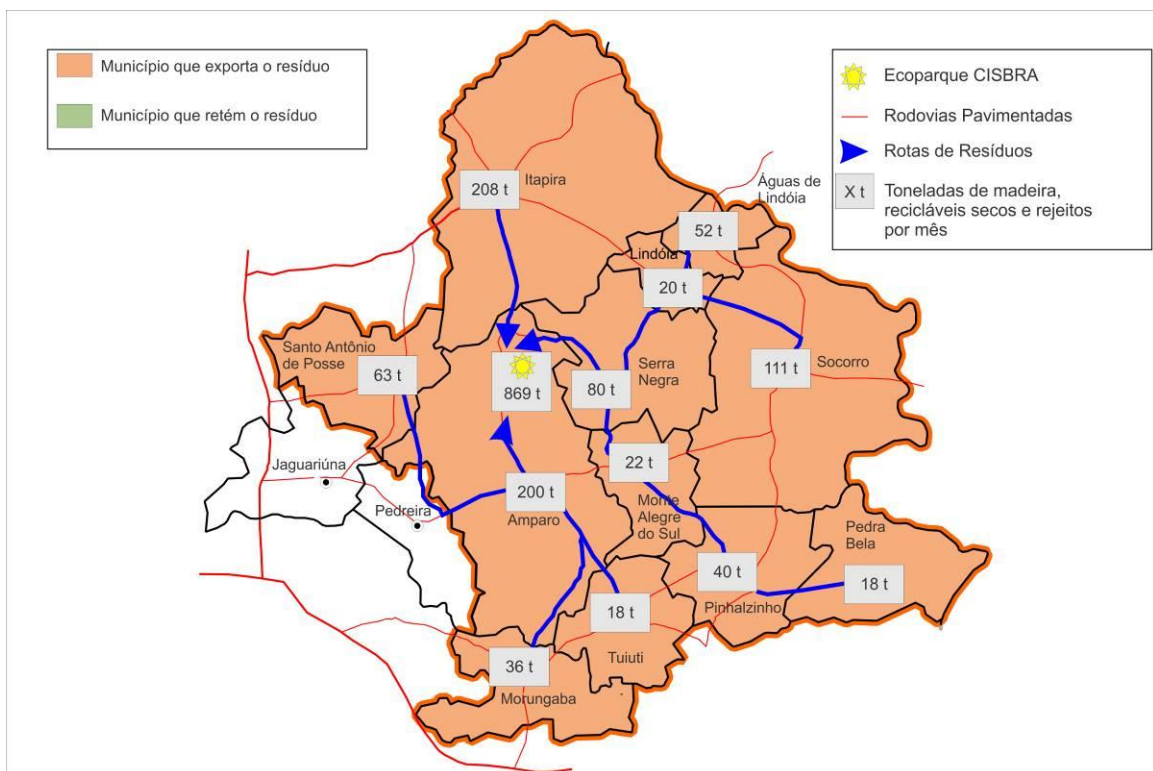 Município que exporta o resíduo
Município que retém o resíduo
Ecoparque CISBRA
Rodovias Pavimentadas
Rotas de Resíduos
X t
Toneladas de madeira,
recicláveis secos e rejeitos
por mês
Águas de
Lindóia
208 t
Itapira
52 t
Lindóia
20 t
Santo Antônio
de Posse
63 t
869 t
80 t
Serra
Negra
111 t
Socorro
Jaguariúna
22 t
Pedreira
200 t
Amparo
Monte
Alegre
do Sul
Pedra
Bela
40 t
18 t
Pinhalzinho
18 t
Tuiuti
36 t
Morungaba